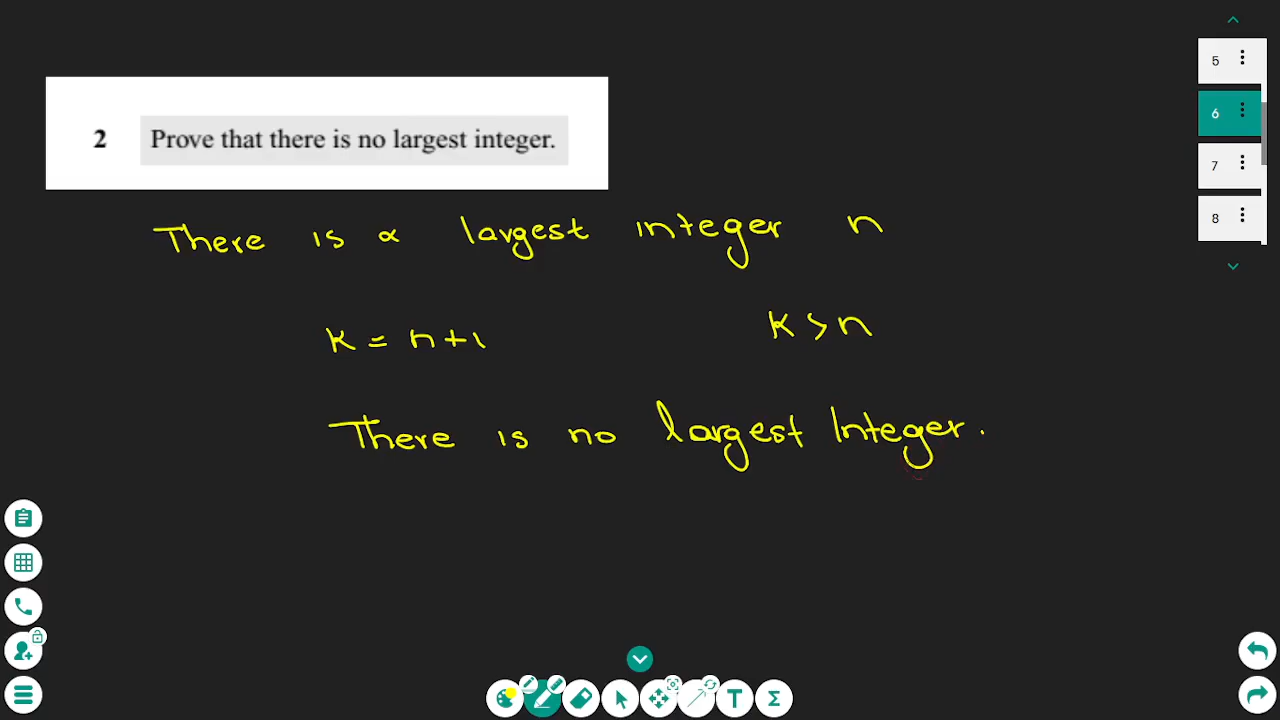 2 Prove that there is no largest integer.
There is a largest integer n
k = n+1 k > n
There is no largest Integer.
5
6
7
8
T
Σ